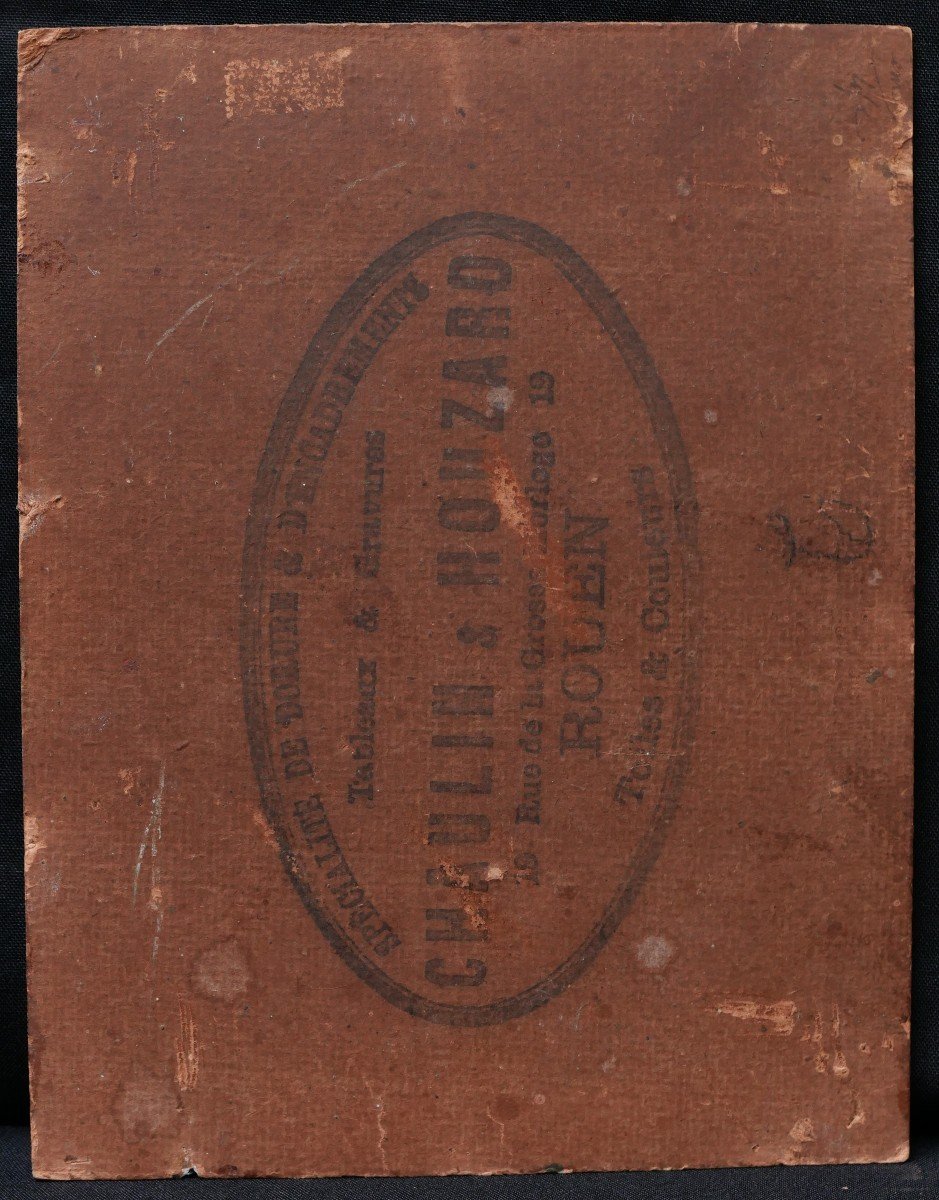 SPÉCIALITÉ DE DORURE & D'ENCADREMENTS
Tableaux & Gravures
CHAULIN & HOUZARD
19 Rue de la Grosse Horloge 19
ROUEN
Toiles & Couleurs